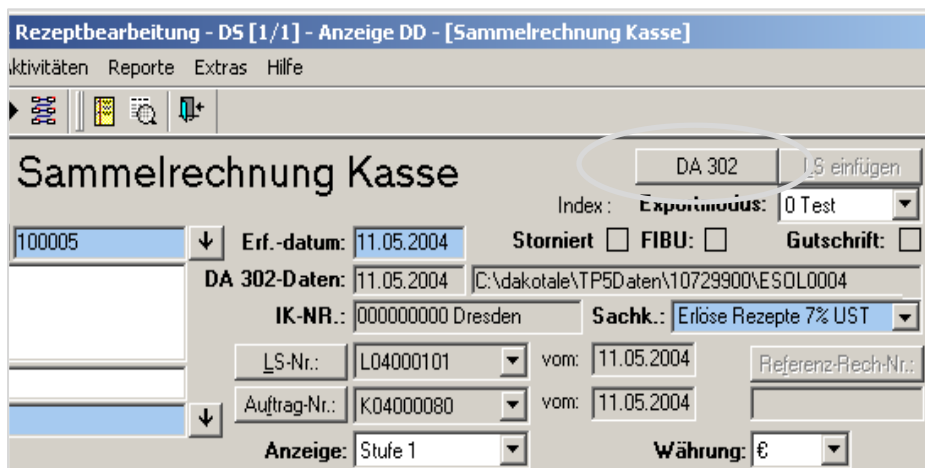 Rezeptbearbeitung - DS [1/1] - Anzeige DD - [Sammelrechnung Kasse]
Aktivitäten Reporte Extras Hilfe
Sammelrechnung Kasse DA 302 LS einfügen
Index : Exportmodus: 0 Test
100005 Erf.-datum: 11.05.2004 Storniert FIBU: Gutschrift:
DA 302-Daten: 11.05.2004 C:\dakotale\TP5Daten\10729900\ESOL0004
IK-NR.: 000000000 Dresden Sachk.: Erlöse Rezepte 7% UST
LS-Nr.: L04000101 vom: 11.05.2004 Referenz-Rech-Nr.:
Auftrag-Nr.: K04000080 vom: 11.05.2004
Anzeige: Stufe 1 Währung: €